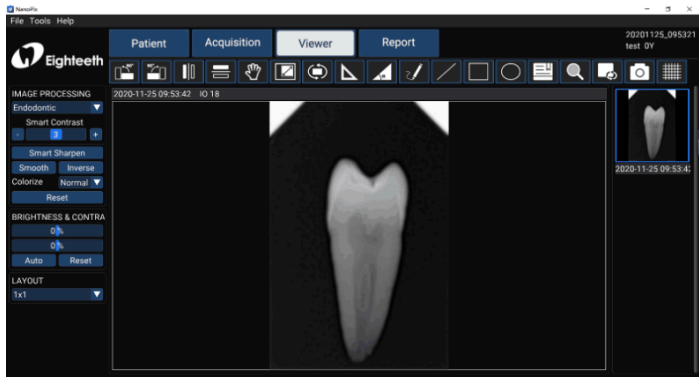 NanoPix
File Tools Help
Eighteeth
Patient Acquisition Viewer Report
20201125_095321
test 0Y
IMAGE PROCESSING
Endodontic
Smart Contrast
- 3 +
Smart Sharpen
Smooth Inverse
Colorize Normal
Reset
BRIGHTNESS & CONTRA
0%
0%
Auto Reset
LAYOUT
1x1
2020-11-25 09:53:42 IO 18
2020-11-25 09:53:42